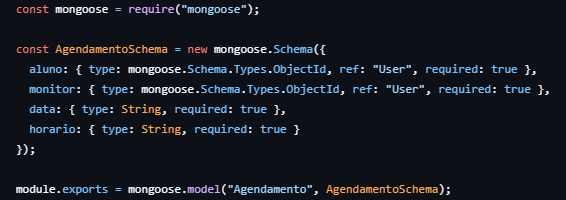 const mongoose = require("mongoose");

const AgendamentoSchema = new mongoose.Schema({
  aluno: { type: mongoose.Schema.Types.ObjectId, ref: "User", required: true },
  monitor: { type: mongoose.Schema.Types.ObjectId, ref: "User", required: true },
  data: { type: String, required: true },
  horario: { type: String, required: true }
});

module.exports = mongoose.model("Agendamento", AgendamentoSchema);